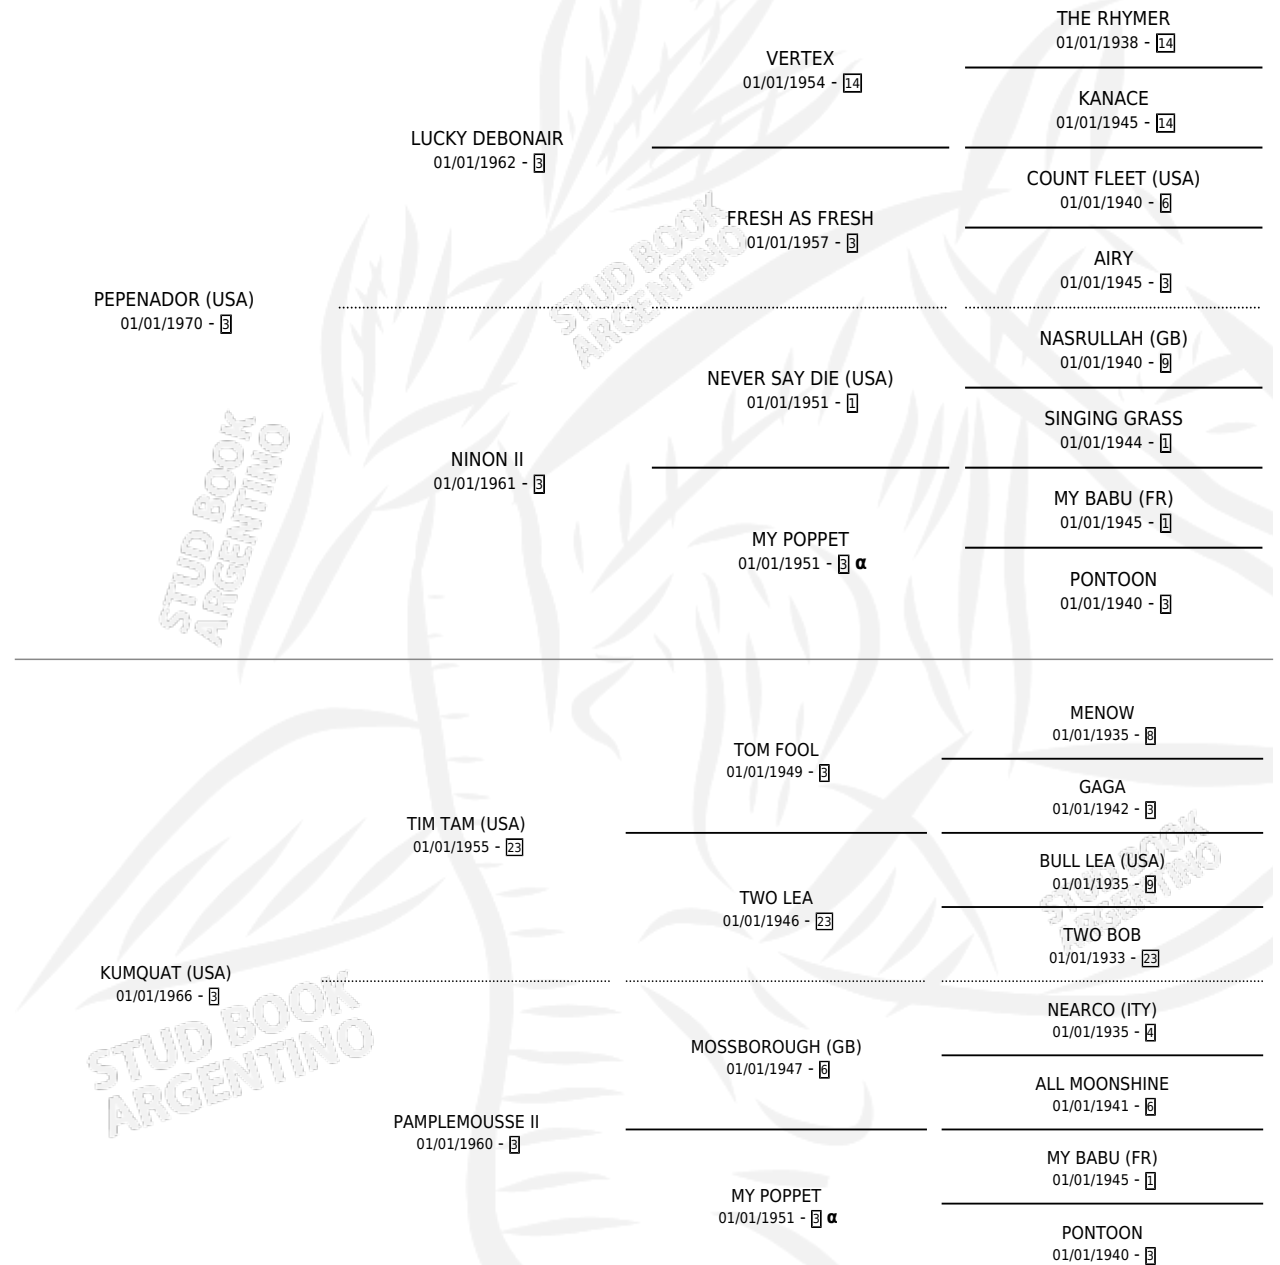 THE RHYMER
01/01/1938 - 14
VERTEX
01/01/1954 - 14
KANACE
01/01/1945 - 14
LUCKY DEBONAIR
01/01/1962 - 3
COUNT FLEET (USA)
01/01/1940 - 6
FRESH AS FRESH
01/01/1957 - 3
AIRY
01/01/1945 - 3
PEPENADOR (USA)
01/01/1970 - 3
NASRULLAH (GB)
01/01/1940 - 9
NEVER SAY DIE (USA)
01/01/1951 - 1
SINGING GRASS
01/01/1944 - 1
NINON II
01/01/1961 - 3
MY BABU (FR)
01/01/1945 - 1
MY POPPET
01/01/1951 - 3 α
PONTOON
01/01/1940 - 3
STUD BOOK
ARGENTINO
STUD BOOK
ARGENTINO
MENOW
01/01/1935 - 8
TOM FOOL
01/01/1949 - 3
GAGA
01/01/1942 - 3
TIM TAM (USA)
01/01/1955 - 23
BULL LEA (USA)
01/01/1935 - 9
TWO LEA
01/01/1946 - 23
TWO BOB
01/01/1933 - 23
STUD BOOK
ARGENTINO
KUMQUAT (USA)
01/01/1966 - 3
NEARCO (ITY)
01/01/1935 - 4
MOSSBOROUGH (GB)
01/01/1947 - 6
ALL MOONSHINE
01/01/1941 - 6
STUD BOOK
ARGENTINO
PAMPLEMOUSSE II
01/01/1960 - 3
MY BABU (FR)
01/01/1945 - 1
MY POPPET
01/01/1951 - 3 α
PONTOON
01/01/1940 - 3